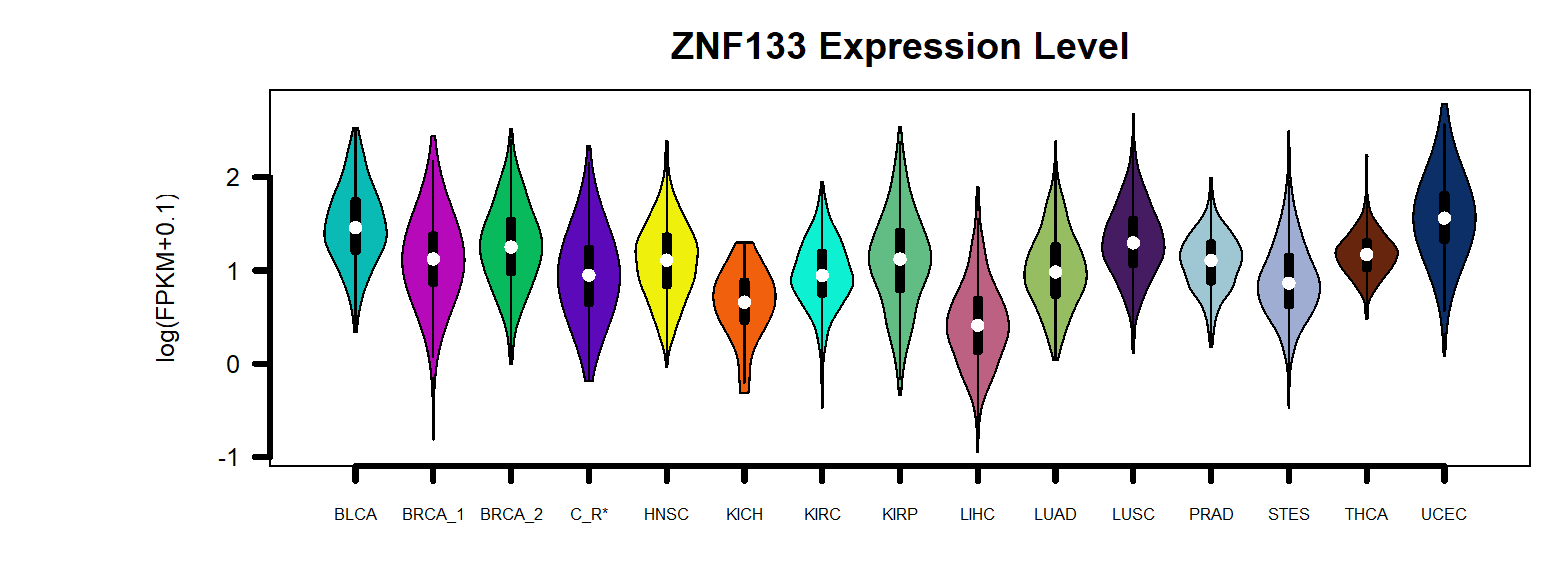 ZNF133 Expression Level
log(FPKM+0.1)
2
1
0
-1
BLCA BRCA_1 BRCA_2 C_R* HNSC KICH KIRC KIRP LIHC LUAD LUSC PRAD STES THCA UCEC